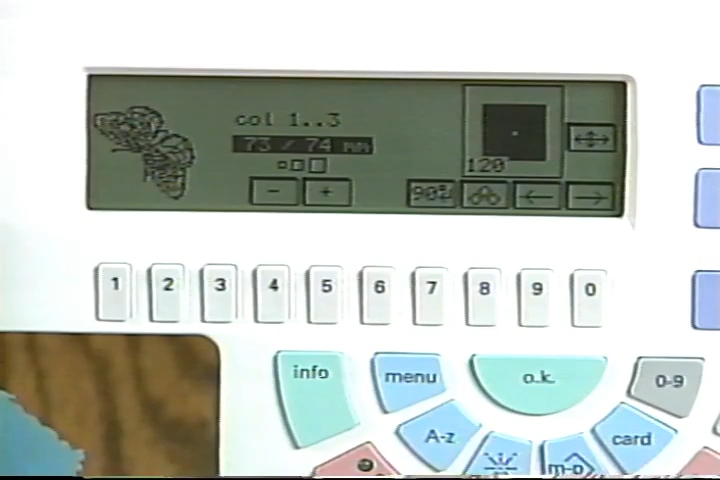 col 1..3
73 / 74 mm
120
- +
90°
1 2 3 4 5 6 7 8 9 0
info menu o.k. 0-9
A-z card
m-p